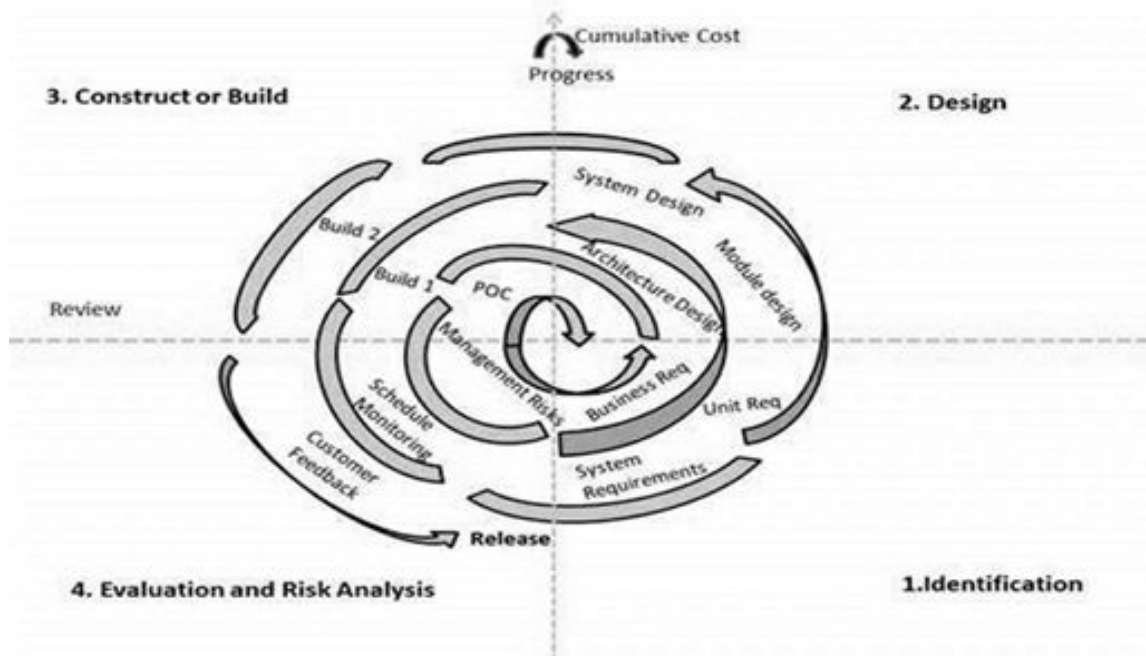 Cumulative Cost
Progress
3. Construct or Build
2. Design
System Design
Build 2
Module design
Architecture Design
Build 1
POC
Review
Management Risks
Business Req
Schedule
Monitoring
Unit Req
Customer
Feedback
System
Requirements
Release
4. Evaluation and Risk Analysis
1.Identification